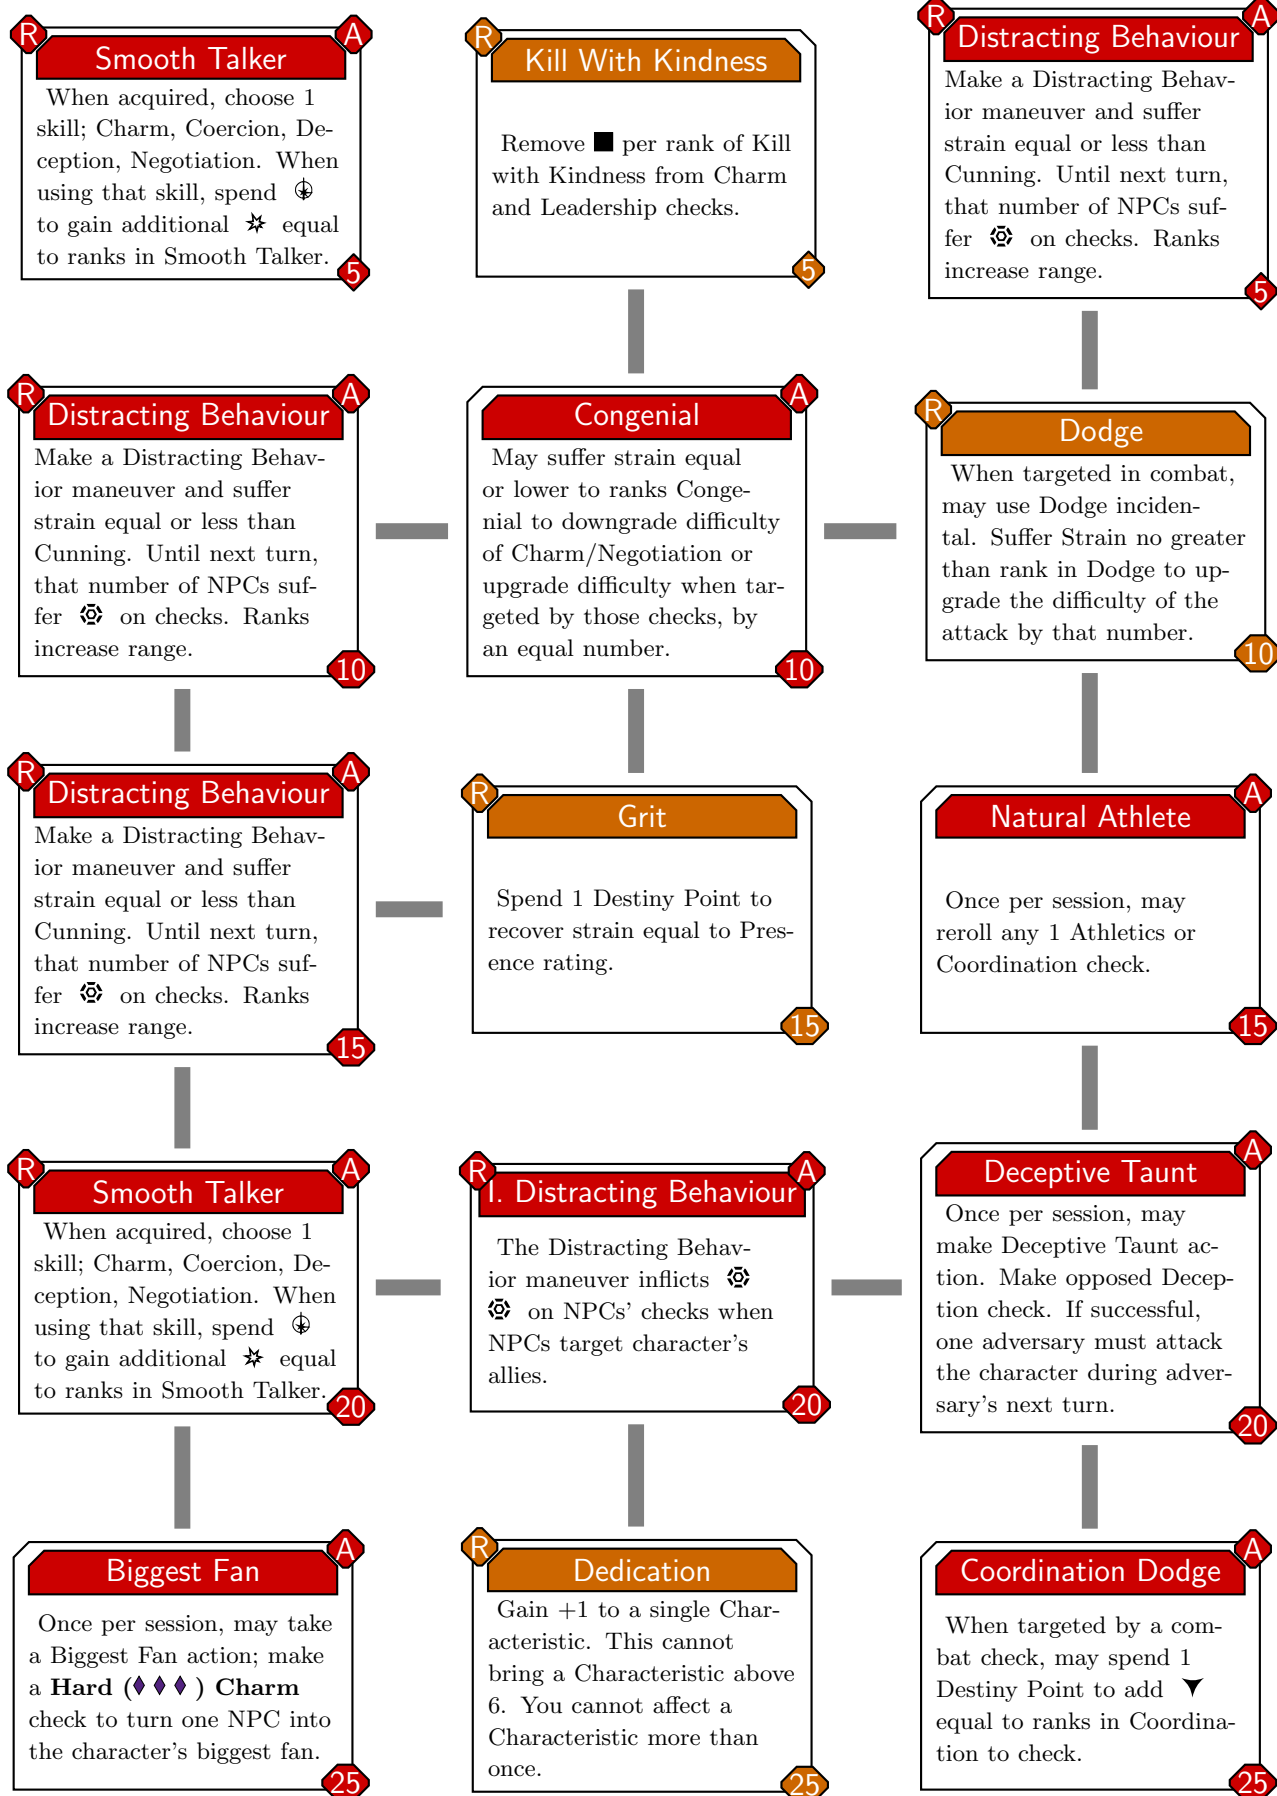 R
A
Smooth Talker
When acquired, choose 1
skill; Charm, Coercion, De-
ception, Negotiation. When
using that skill, spend
to gain additional equal
to ranks in Smooth Talker.
5
R
Kill With Kindness
Remove ■ per rank of Kill
with Kindness from Charm
and Leadership checks.
5
R
A
Distracting Behaviour
Make a Distracting Behav-
ior maneuver and suffer
strain equal or less than
Cunning. Until next turn,
that number of NPCs suf-
fer on checks. Ranks
increase range.
5
R
A
Distracting Behaviour
Make a Distracting Behav-
ior maneuver and suffer
strain equal or less than
Cunning. Until next turn,
that number of NPCs suf-
fer on checks. Ranks
increase range.
10
A
Congenial
May suffer strain equal
or lower to ranks Conge-
nial to downgrade difficulty
of Charm/Negotiation or
upgrade difficulty when tar-
geted by those checks, by
an equal number.
10
R
Dodge
When targeted in combat,
may use Dodge inciden-
tal. Suffer Strain no greater
than rank in Dodge to up-
grade the difficulty of the
attack by that number.
10
R
A
Distracting Behaviour
Make a Distracting Behav-
ior maneuver and suffer
strain equal or less than
Cunning. Until next turn,
that number of NPCs suf-
fer on checks. Ranks
increase range.
15
R
Grit
Spend 1 Destiny Point to
recover strain equal to Pres-
ence rating.
15
A
Natural Athlete
Once per session, may
reroll any 1 Athletics or
Coordination check.
15
R
A
Smooth Talker
When acquired, choose 1
skill; Charm, Coercion, De-
ception, Negotiation. When
using that skill, spend
to gain additional equal
to ranks in Smooth Talker.
20
R
A
I. Distracting Behaviour
The Distracting Behav-
ior maneuver inflicts
on NPCs' checks when
NPCs target character's
allies.
20
A
Deceptive Taunt
Once per session, may
make Deceptive Taunt ac-
tion. Make opposed Decep-
tion check. If successful,
one adversary must attack
the character during adver-
sary's next turn.
20
A
Biggest Fan
Once per session, may take
a Biggest Fan action; make
a Hard (♦ ♦ ♦ ) Charm
check to turn one NPC into
the character's biggest fan.
25
R
Dedication
Gain +1 to a single Char-
acteristic. This cannot
bring a Characteristic above
6. You cannot affect a
Characteristic more than
once.
25
A
Coordination Dodge
When targeted by a com-
bat check, may spend 1
Destiny Point to add
equal to ranks in Coordina-
tion to check.
25